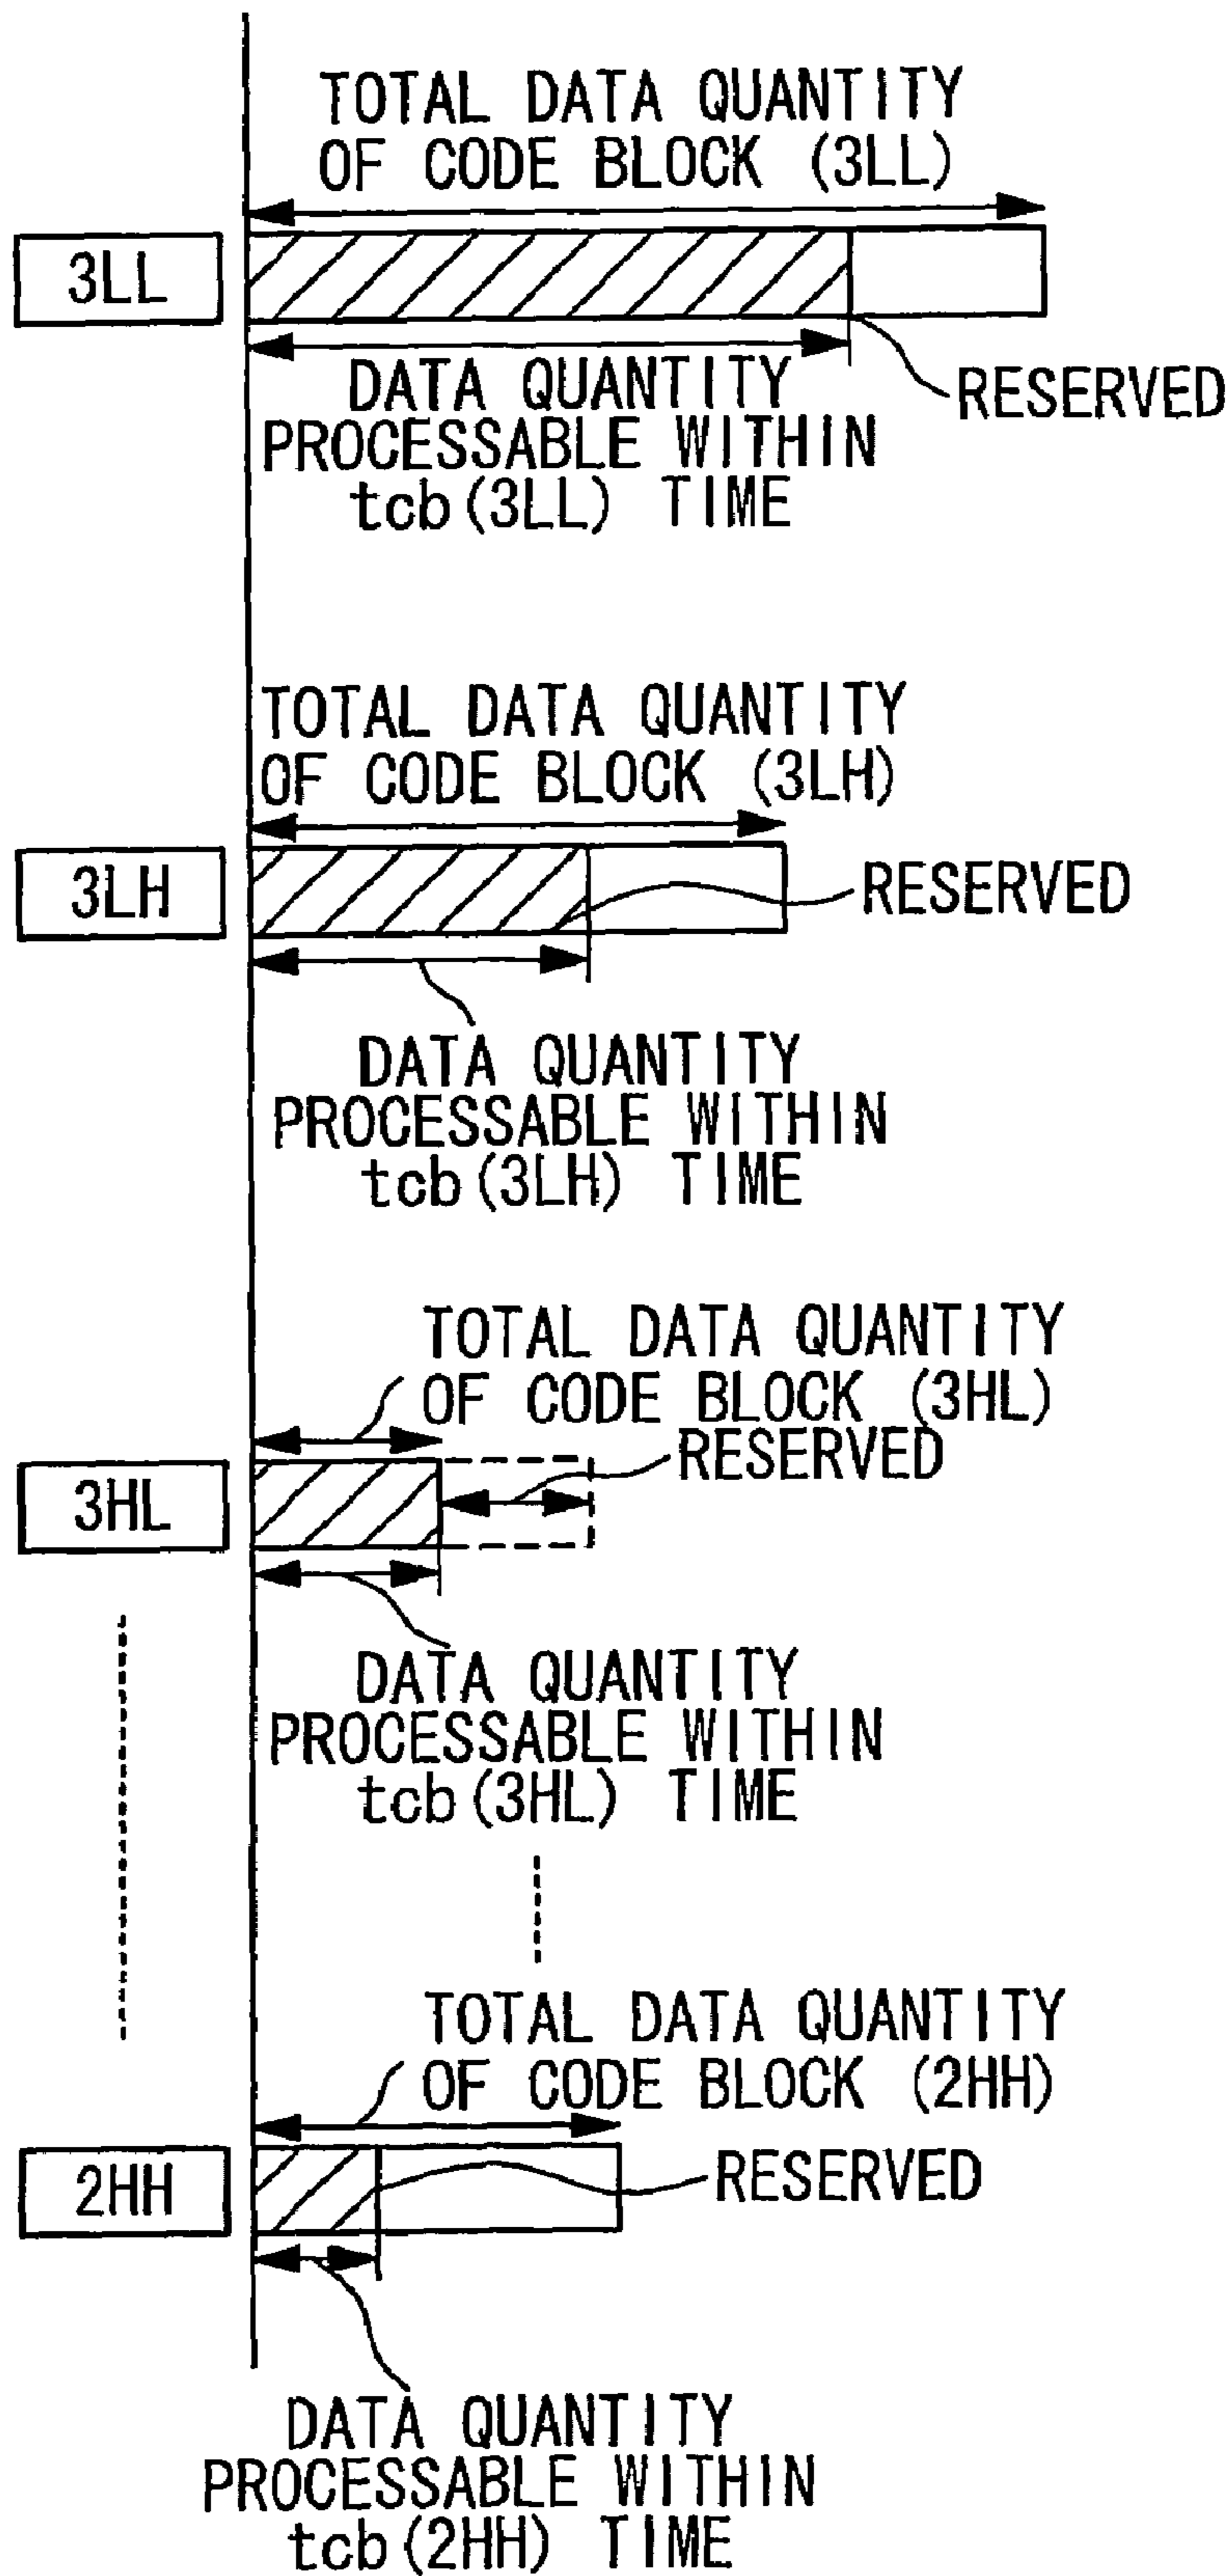 TOTAL DATA QUANTITY
OF CODE BLOCK (3LL)
3LL
RESERVED
DATA QUANTITY
PROCESSABLE WITHIN
tcb(3LL) TIME
TOTAL DATA QUANTITY
OF CODE BLOCK (3LH)
3LH
RESERVED
DATA QUANTITY
PROCESSABLE WITHIN
tcb(3LH) TIME
TOTAL DATA QUANTITY
OF CODE BLOCK (3HL)
RESERVED
3HL
DATA QUANTITY
PROCESSABLE WITHIN
tcb(3HL) TIME
TOTAL DATA QUANTITY
OF CODE BLOCK (2HH)
2HH
RESERVED
DATA QUANTITY
PROCESSABLE WITHIN
tcb(2HH) TIME